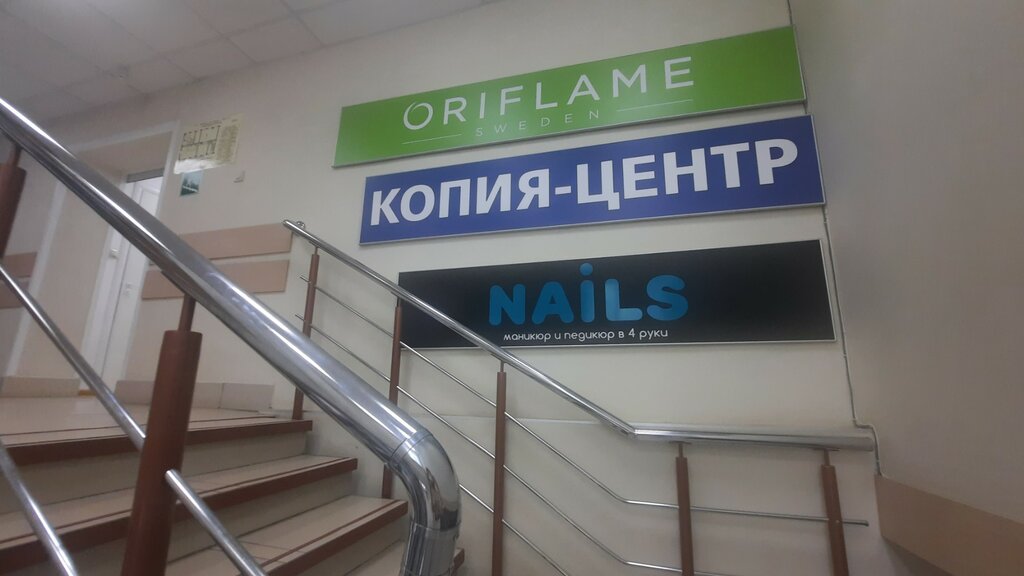 ORIFLAME
SWEDEN
КОПИЯ-ЦЕНТР
NAiLS
маникюр и педикюр в 4 руки